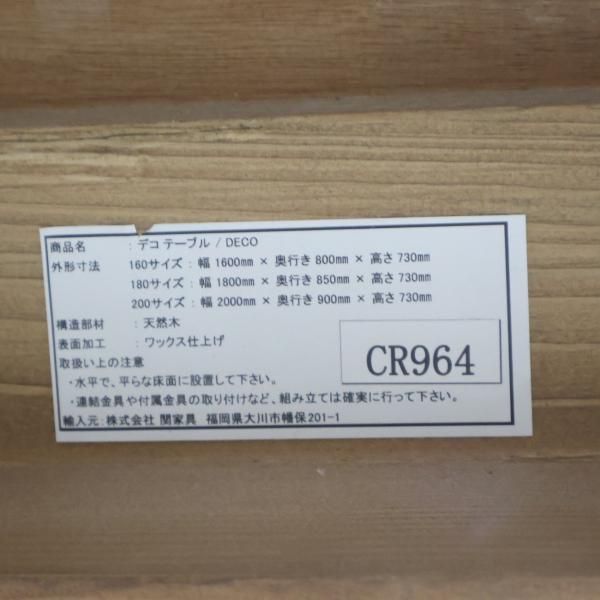 商品名 : デコ テーブル / DECO
外形寸法 160サイズ : 幅 1600mm × 奥行き 800mm × 高さ 730mm
180サイズ : 幅 1800mm × 奥行き 850mm × 高さ 730mm
200サイズ : 幅 2000mm × 奥行き 900mm × 高さ 730mm
構造部材 : 天然木
表面加工 : ワックス仕上げ
取扱い上の注意
・水平で、平らな床面に設置して下さい。
・連結金具や付属金具の取り付けなど、組み立ては確実に行って下さい。
輸入元:株式会社 関家具 福岡県大川市幡保201-1
CR964